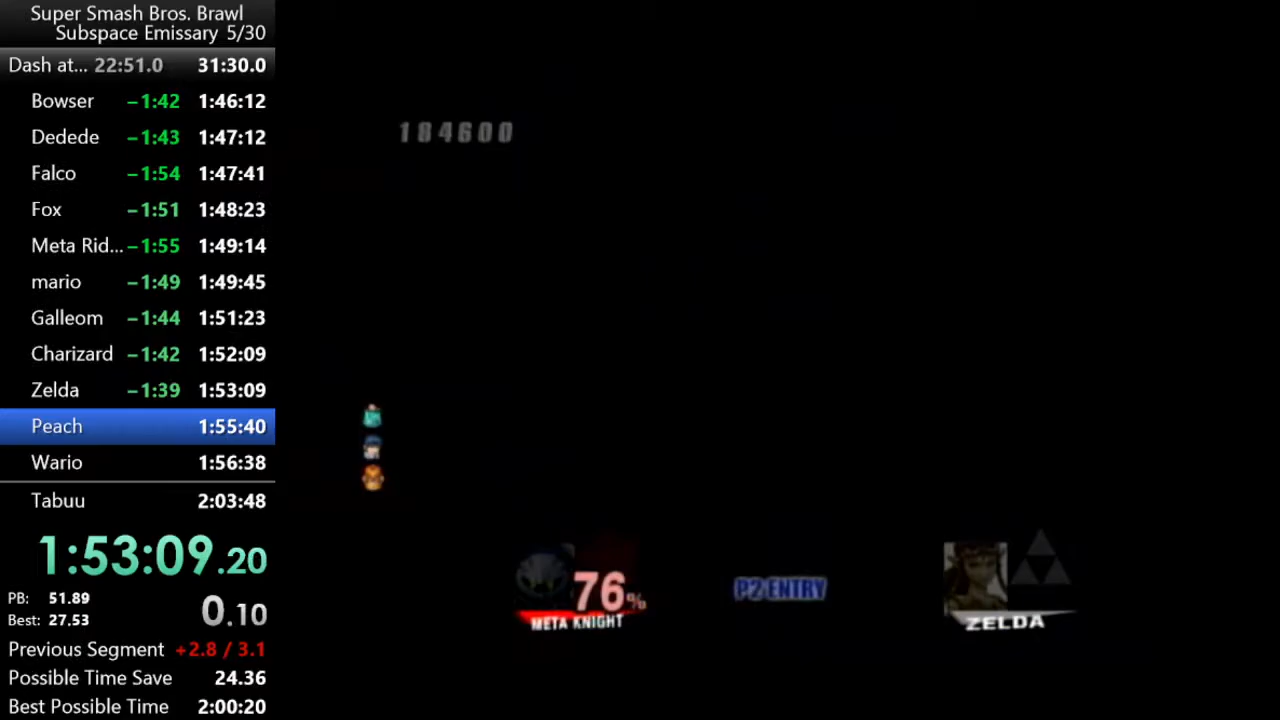 Super Smash Bros. Brawl
Subspace Emissary 5/30
Dash at... 22:51.0 31:30.0
Bowser −1:42 1:46:12
Dedede −1:43 1:47:12
Falco −1:54 1:47:41
Fox −1:51 1:48:23
Meta Rid... −1:55 1:49:14
mario −1:49 1:49:45
Galleom −1:44 1:51:23
Charizard −1:42 1:52:09
Zelda −1:39 1:53:09
Peach 1:55:40
Wario 1:56:38
Tabuu 2:03:48
1:53:09.20
PB: 51.89
Best: 27.53
0.10
Previous Segment +2.8 / 3.1
Possible Time Save 24.36
Best Possible Time 2:00:20
184600
76%
META KNIGHT
P2 ENTRY
ZELDA